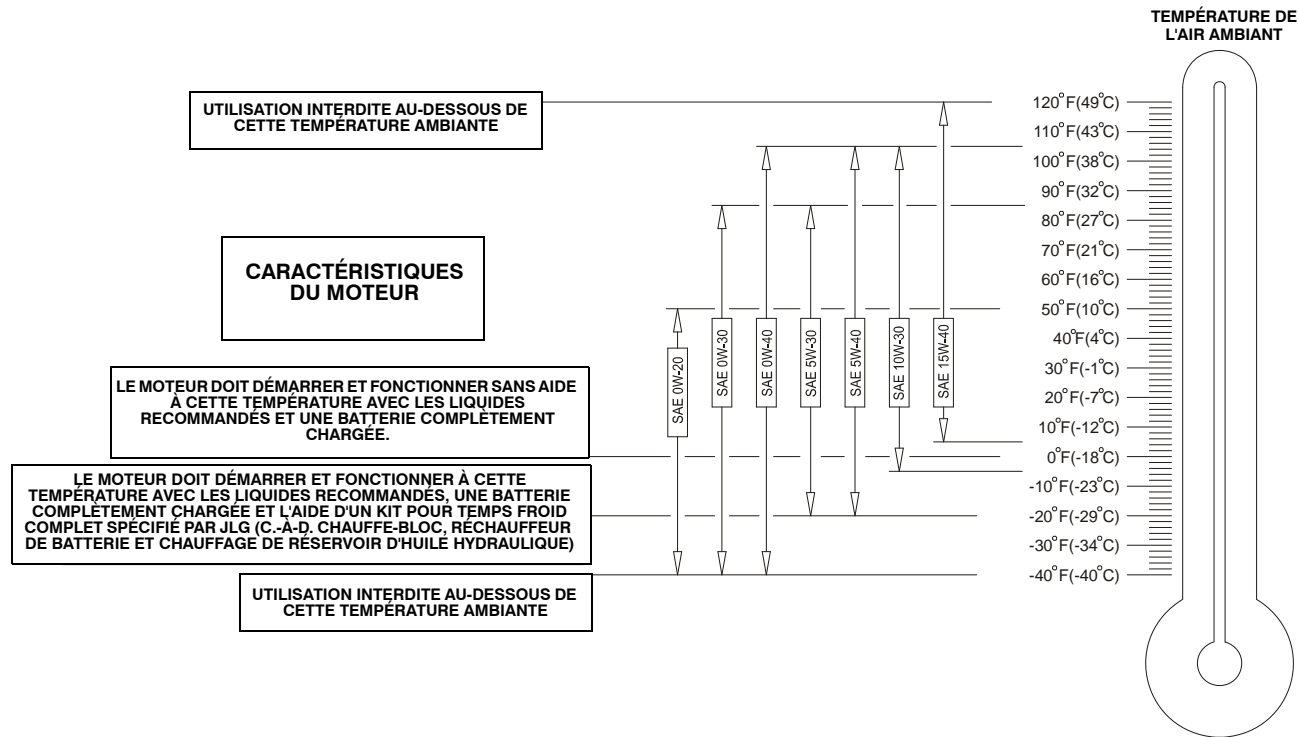 TEMPÉRATURE DE
L'AIR AMBIANT
UTILISATION INTERDITE AU-DESSOUS DE
CETTE TEMPÉRATURE AMBIANTE
CARACTÉRISTIQUES
DU MOTEUR
LE MOTEUR DOIT DÉMARRER ET FONCTIONNER SANS AIDE
À CETTE TEMPÉRATURE AVEC LES LIQUIDES
RECOMMANDÉS ET UNE BATTERIE COMPLÈTEMENT
CHARGÉE.
LE MOTEUR DOIT DÉMARRER ET FONCTIONNER À CETTE
TEMPÉRATURE AVEC LES LIQUIDES RECOMMANDÉS, UNE BATTERIE
COMPLÈTEMENT CHARGÉE ET L'AIDE D'UN KIT POUR TEMPS FROID
COMPLET SPÉCIFIÉ PAR JLG (C.-À-D. CHAUFFE-BLOC, RÉCHAUFFEUR
DE BATTERIE ET CHAUFFAGE DE RÉSERVOIR D'HUILE HYDRAULIQUE)
UTILISATION INTERDITE AU-DESSOUS DE
CETTE TEMPÉRATURE AMBIANTE
SAE 0W-20
SAE 0W-30
SAE 0W-40
SAE 5W-30
SAE 5W-40
SAE 10W-30
SAE 15W-40
120°F(49°C)
110°F(43°C)
100°F(38°C)
90°F(32°C)
80°F(27°C)
70°F(21°C)
60°F(16°C)
50°F(10°C)
40°F(4°C)
30°F(-1°C)
20°F(-7°C)
10°F(-12°C)
0°F(-18°C)
-10°F(-23°C)
-20°F(-29°C)
-30°F(-34°C)
-40°F(-40°C)